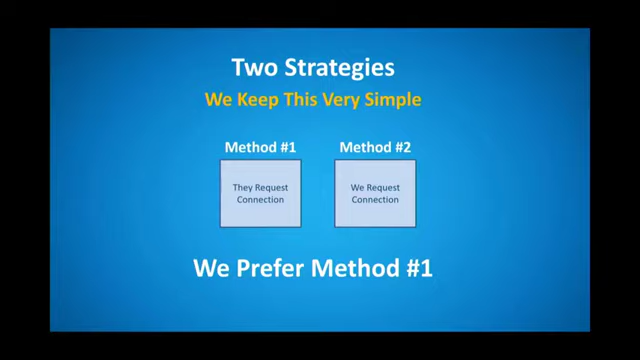 Two Strategies
We Keep This Very Simple
Method #1
Method #2
They Request
Connection
We Request
Connection
We Prefer Method #1